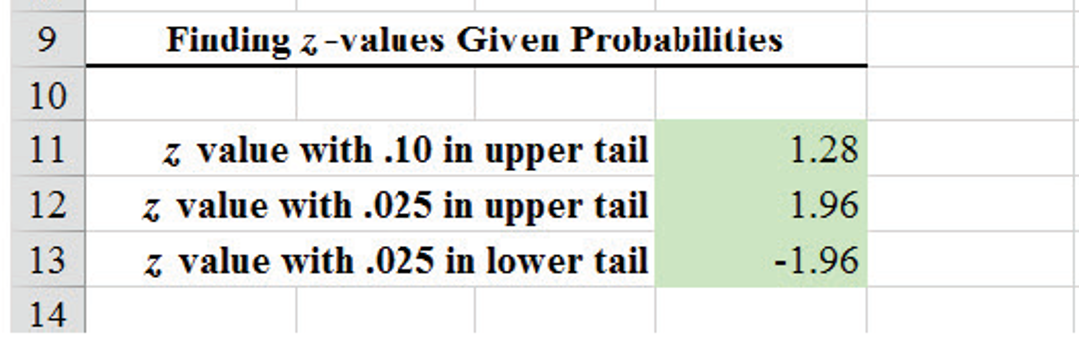 9 Finding z-values Given Probabilities
10
11 z value with .10 in upper tail 1.28
12 z value with .025 in upper tail 1.96
13 z value with .025 in lower tail -1.96
14